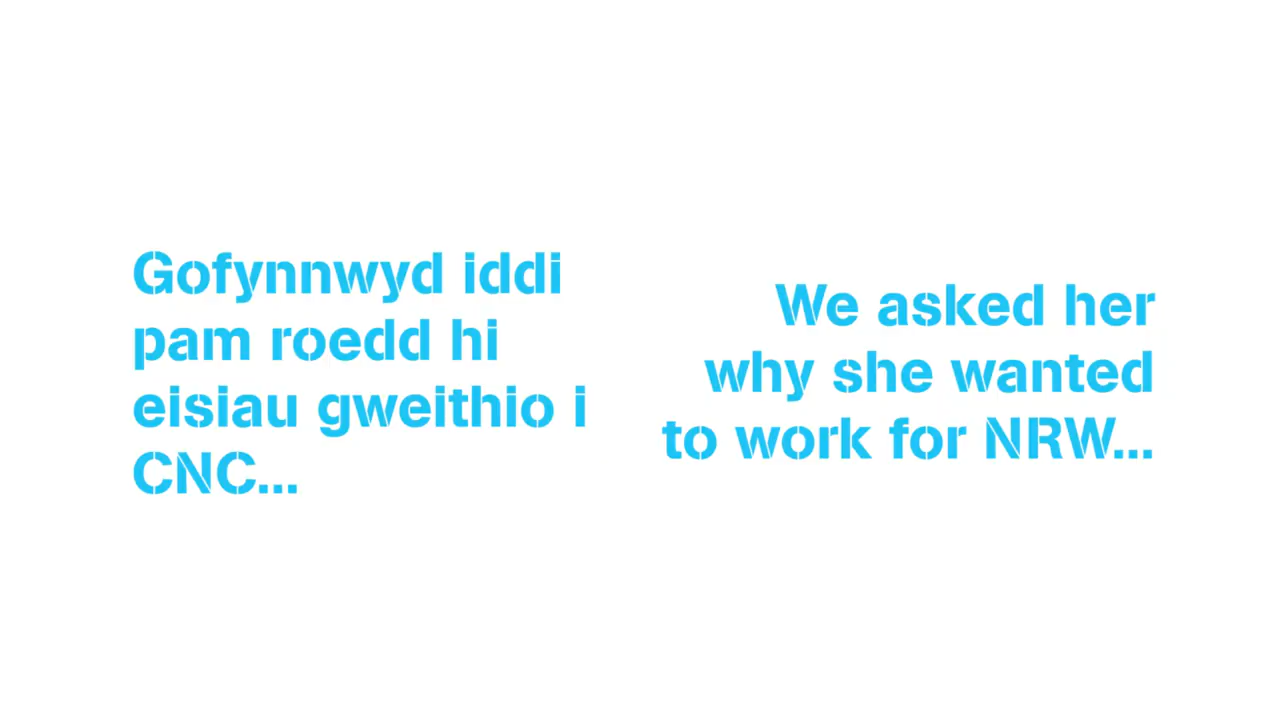 Gofynnwyd iddi
pam roedd hi
eisiau gweithio i
CNC...
We asked her
why she wanted
to work for NRW...